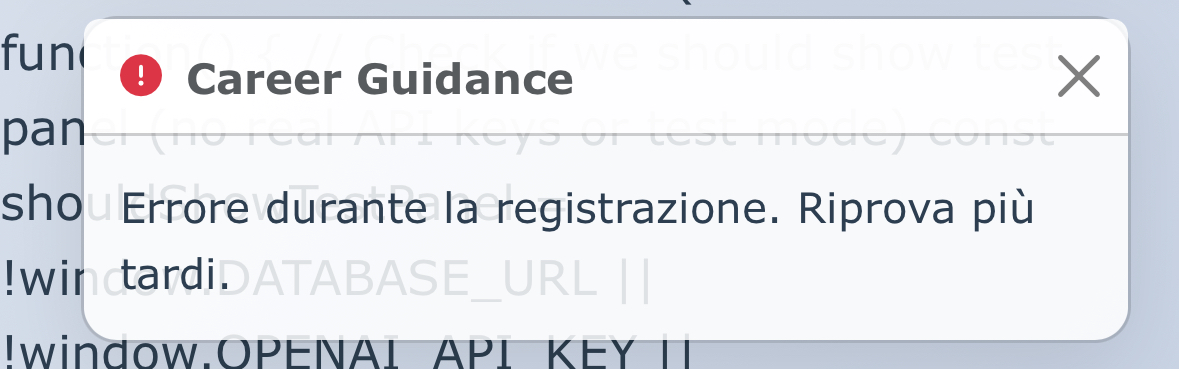 function() { // Check if we should show test
Career Guidance
panel (no real API keys or test mode) const
shouldShowTestPanel =
Errore durante la registrazione. Riprova più
tardi.
!window.DATABASE_URL ||
!window.OPENAI_API_KEY ||